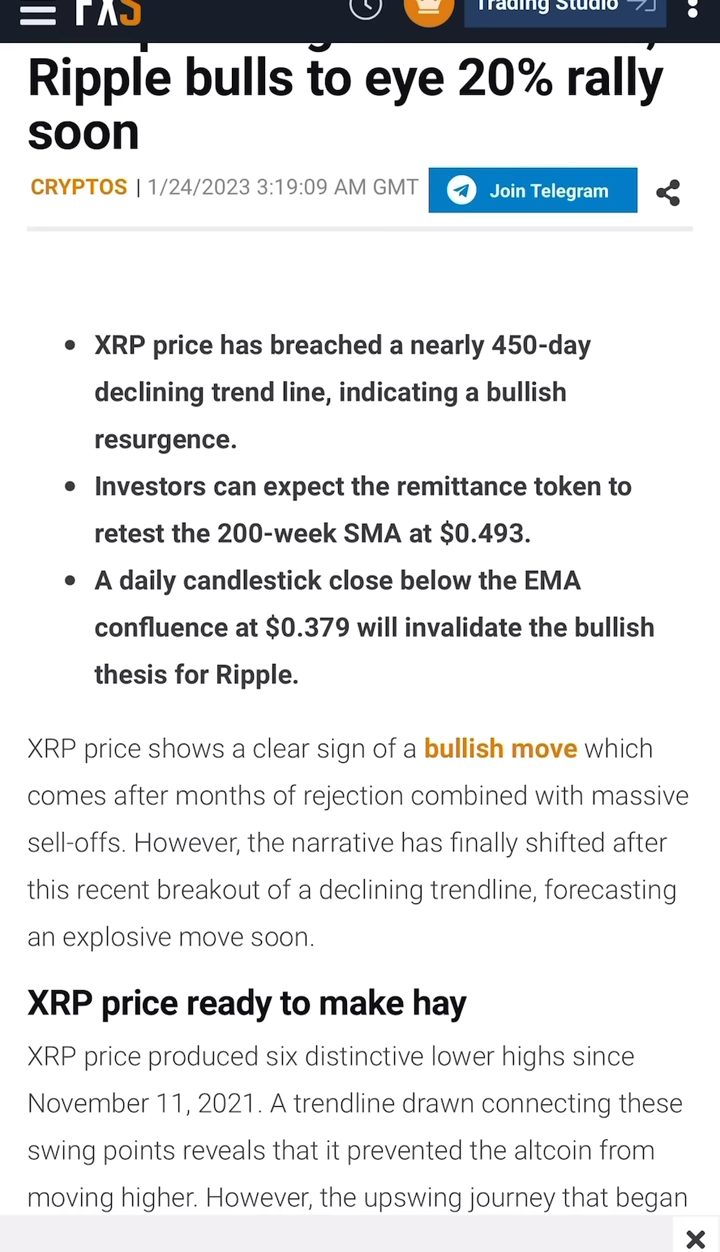 FXS
Trading Studio
Ripple bulls to eye 20% rally
soon
CRYPTOS | 1/24/2023 3:19:09 AM GMT
Join Telegram
• XRP price has breached a nearly 450-day
declining trend line, indicating a bullish
resurgence.
• Investors can expect the remittance token to
retest the 200-week SMA at $0.493.
• A daily candlestick close below the EMA
confluence at $0.379 will invalidate the bullish
thesis for Ripple.
XRP price shows a clear sign of a bullish move which
comes after months of rejection combined with massive
sell-offs. However, the narrative has finally shifted after
this recent breakout of a declining trendline, forecasting
an explosive move soon.
XRP price ready to make hay
XRP price produced six distinctive lower highs since
November 11, 2021. A trendline drawn connecting these
swing points reveals that it prevented the altcoin from
moving higher. However, the upswing journey that began